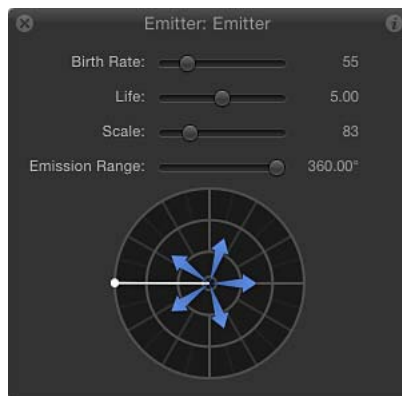 Emitter: Emitter
Birth Rate: 55
Life: 5.00
Scale: 83
Emission Range: 360.00°